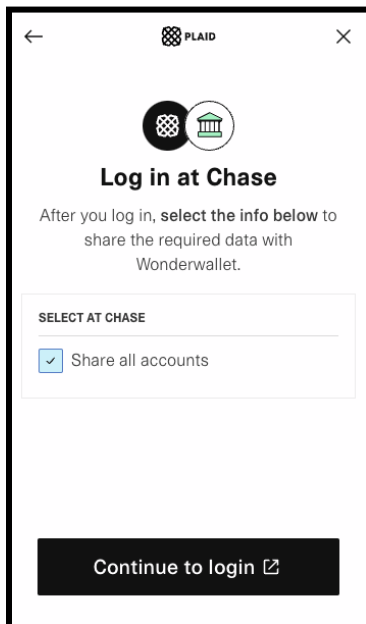 PLAID
Log in at Chase
After you log in, select the info below to
share the required data with
Wonderwallet.
SELECT AT CHASE
Share all accounts
Continue to login